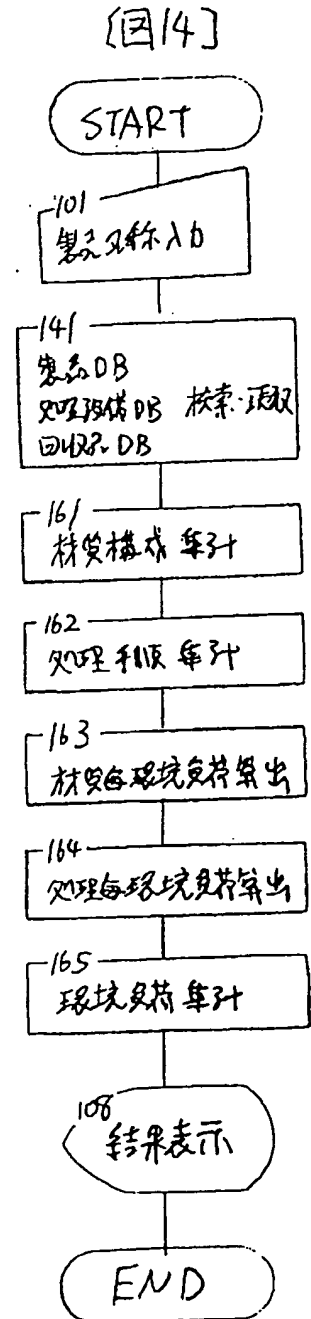 [図14]
START
101
製品名称入力
141
製品DB
処理設備DB 検索・読取
回収品DB
161
材質構成集計
162
処理手順集計
163
材質毎環境負荷算出
164
処理毎環境負荷算出
165
環境負荷集計
108
結果表示
END